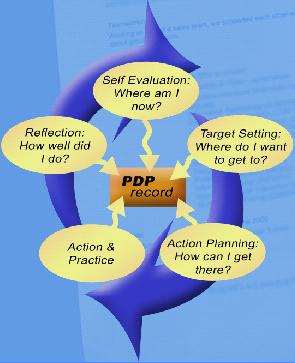 Self Evaluation:
Where am I
now?
Reflection:
How well did
I do?
Target Setting:
Where do I want
to get to?
PDP
record
Action &
Practice
Action Planning:
How can I get
there?